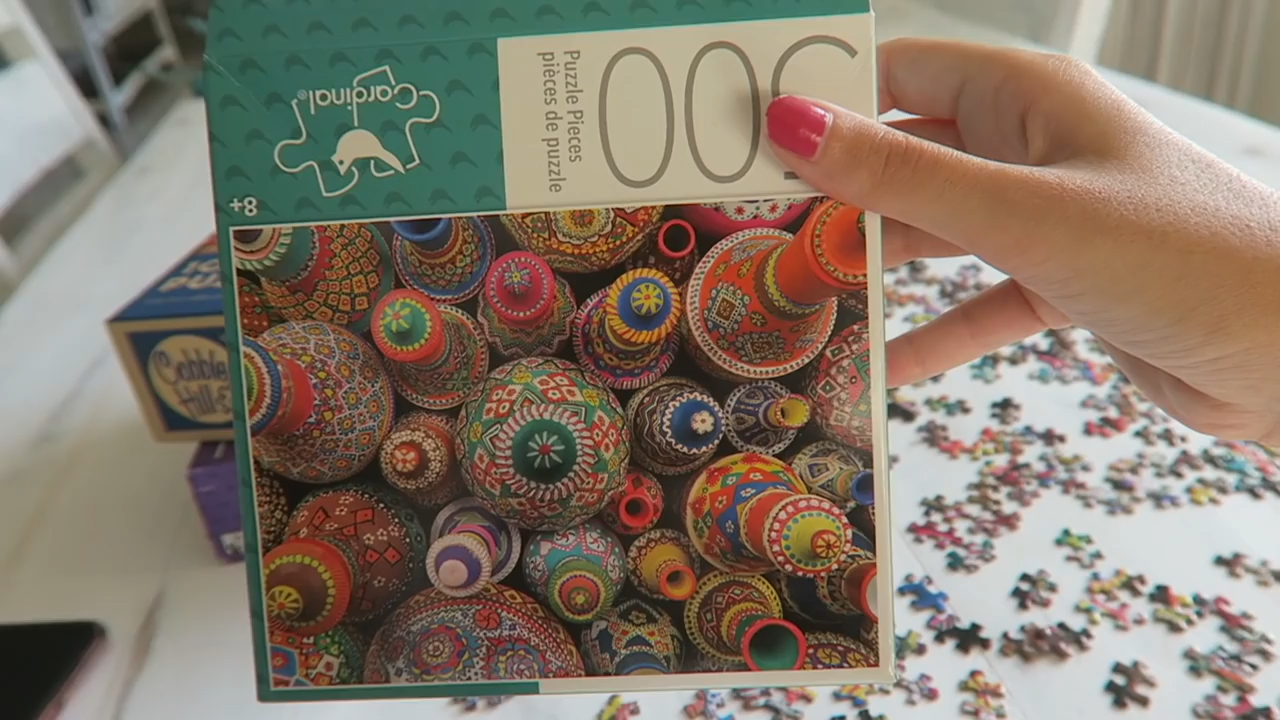 500
Puzzle Pieces
pièces de puzzle
Cardinal®
8+
Cobble
Hill